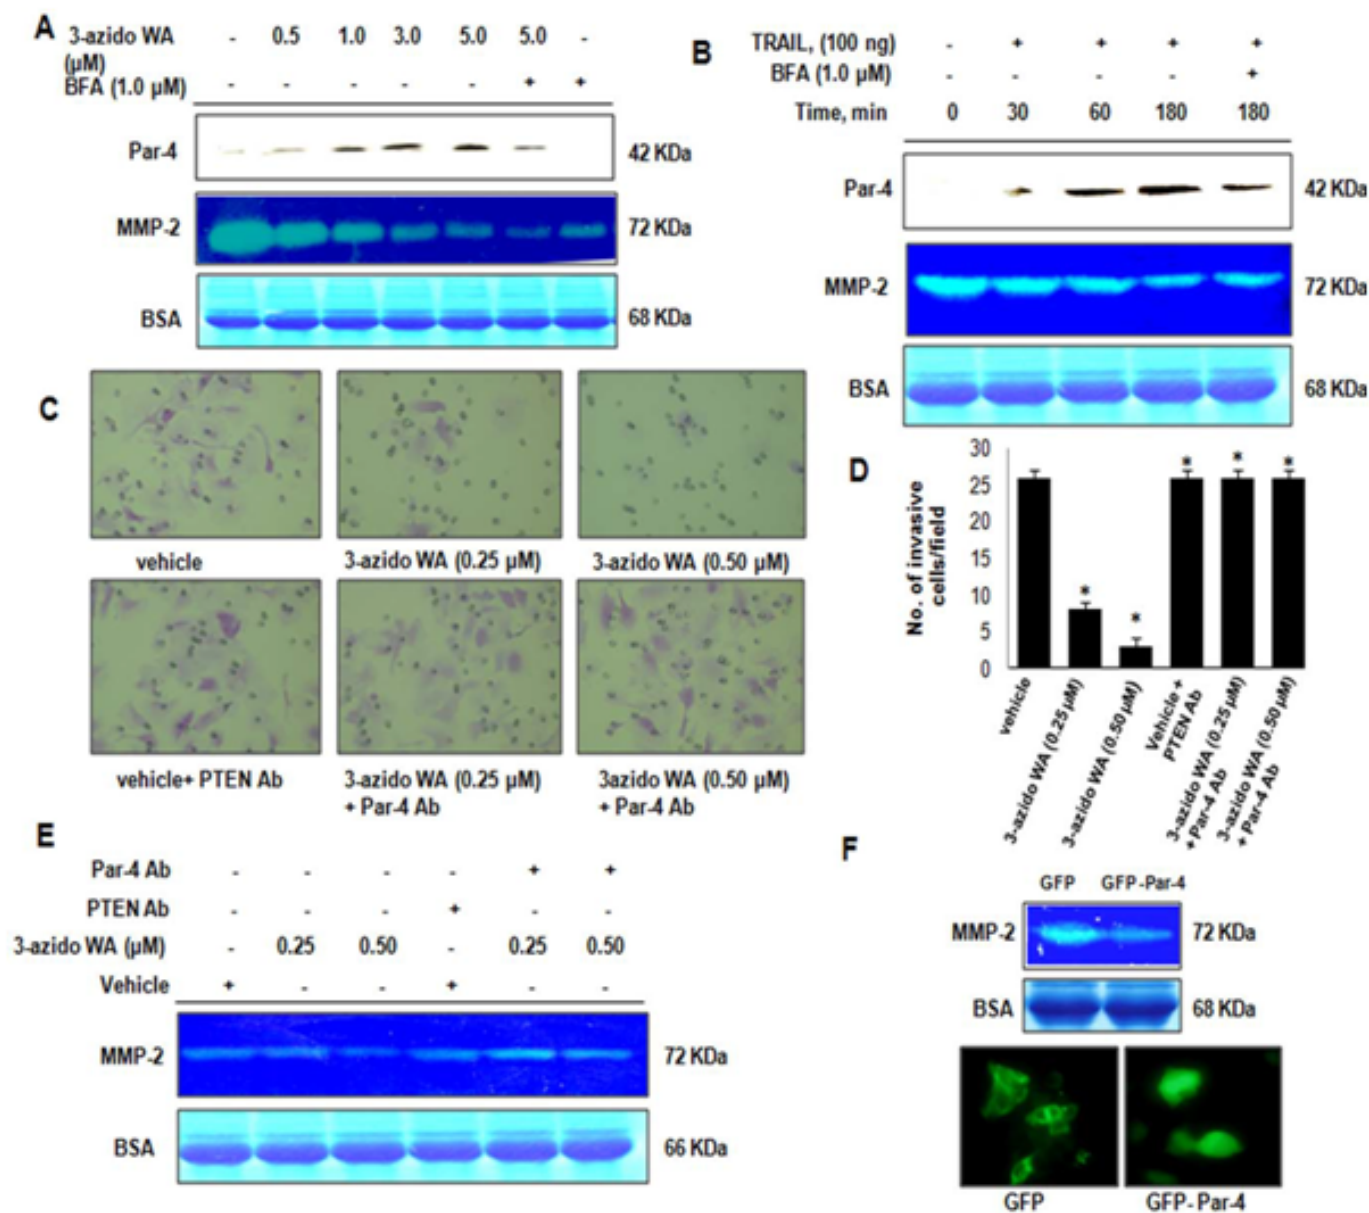 A
3-azido WA - 0.5 1.0 3.0 5.0 5.0 -
(µM)
BFA (1.0 µM) - - - - - + +
Par-4 42 KDa
MMP-2 72 KDa
BSA 68 KDa
B
TRAIL, (100 ng) - + + + +
BFA (1.0 µM) - - - - +
Time, min 0 30 60 180 180
Par-4 42 KDa
MMP-2 72 KDa
BSA 68 KDa
C
vehicle 3-azido WA (0.25 µM) 3-azido WA (0.50 µM)
vehicle+ PTEN Ab 3-azido WA (0.25 µM) 3azido WA (0.50 µM)
+ Par-4 Ab + Par-4 Ab
D
No. of invasive
cells/field
30
25
20
15
10
5
0
* * * * *
vehicle
3-azido WA (0.25 µM)
3-azido WA (0.50 µM)
Vehicle+
PTEN Ab
3-azido WA (0.25 µM)
+ Par-4 Ab
3-azido WA (0.50 µM)
+ Par-4 Ab
E
Par-4 Ab - - - - + +
PTEN Ab - - - + - -
3-azido WA (µM) - 0.25 0.50 - 0.25 0.50
Vehicle + - - + - -
MMP-2 72 KDa
BSA 66 KDa
F
GFP GFP-Par-4
MMP-2 72 KDa
BSA 68 KDa
GFP GFP- Par-4